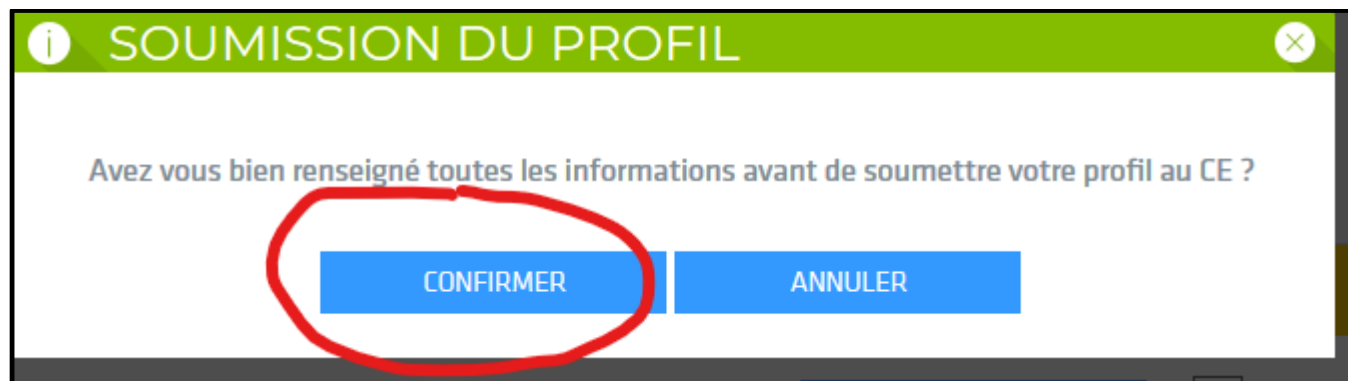 SOUMISSION DU PROFIL
Avez vous bien renseigné toutes les informations avant de soumettre votre profil au CE ?
CONFIRMER
ANNULER